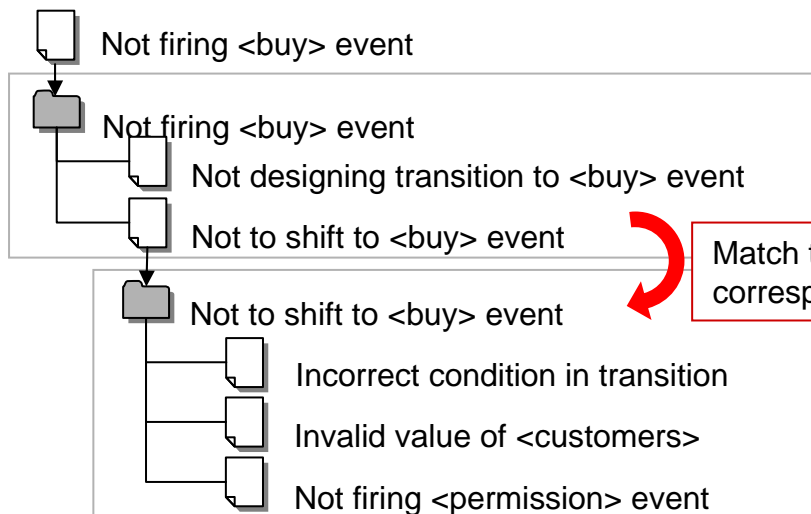 Not firing <buy> event
Not firing <buy> event
Not designing transition to <buy> event
Not to shift to <buy> event
Match
corresp
Not to shift to <buy> event
Incorrect condition in transition
Invalid value of <customers>
Not firing <permission> event